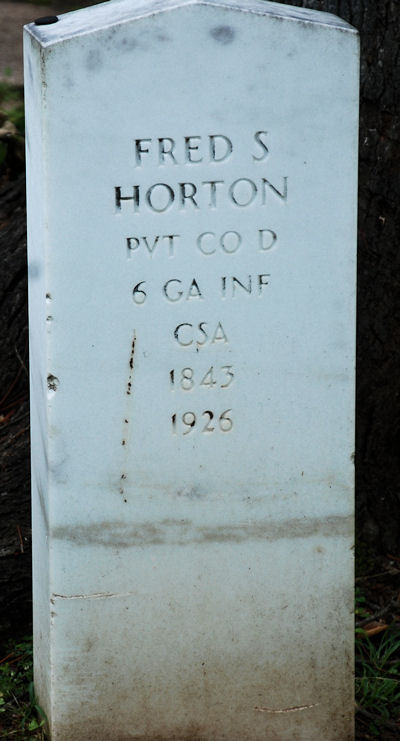 FRED S
HORTON
PVT CO D
6 GA INF
CSA
1843
1926